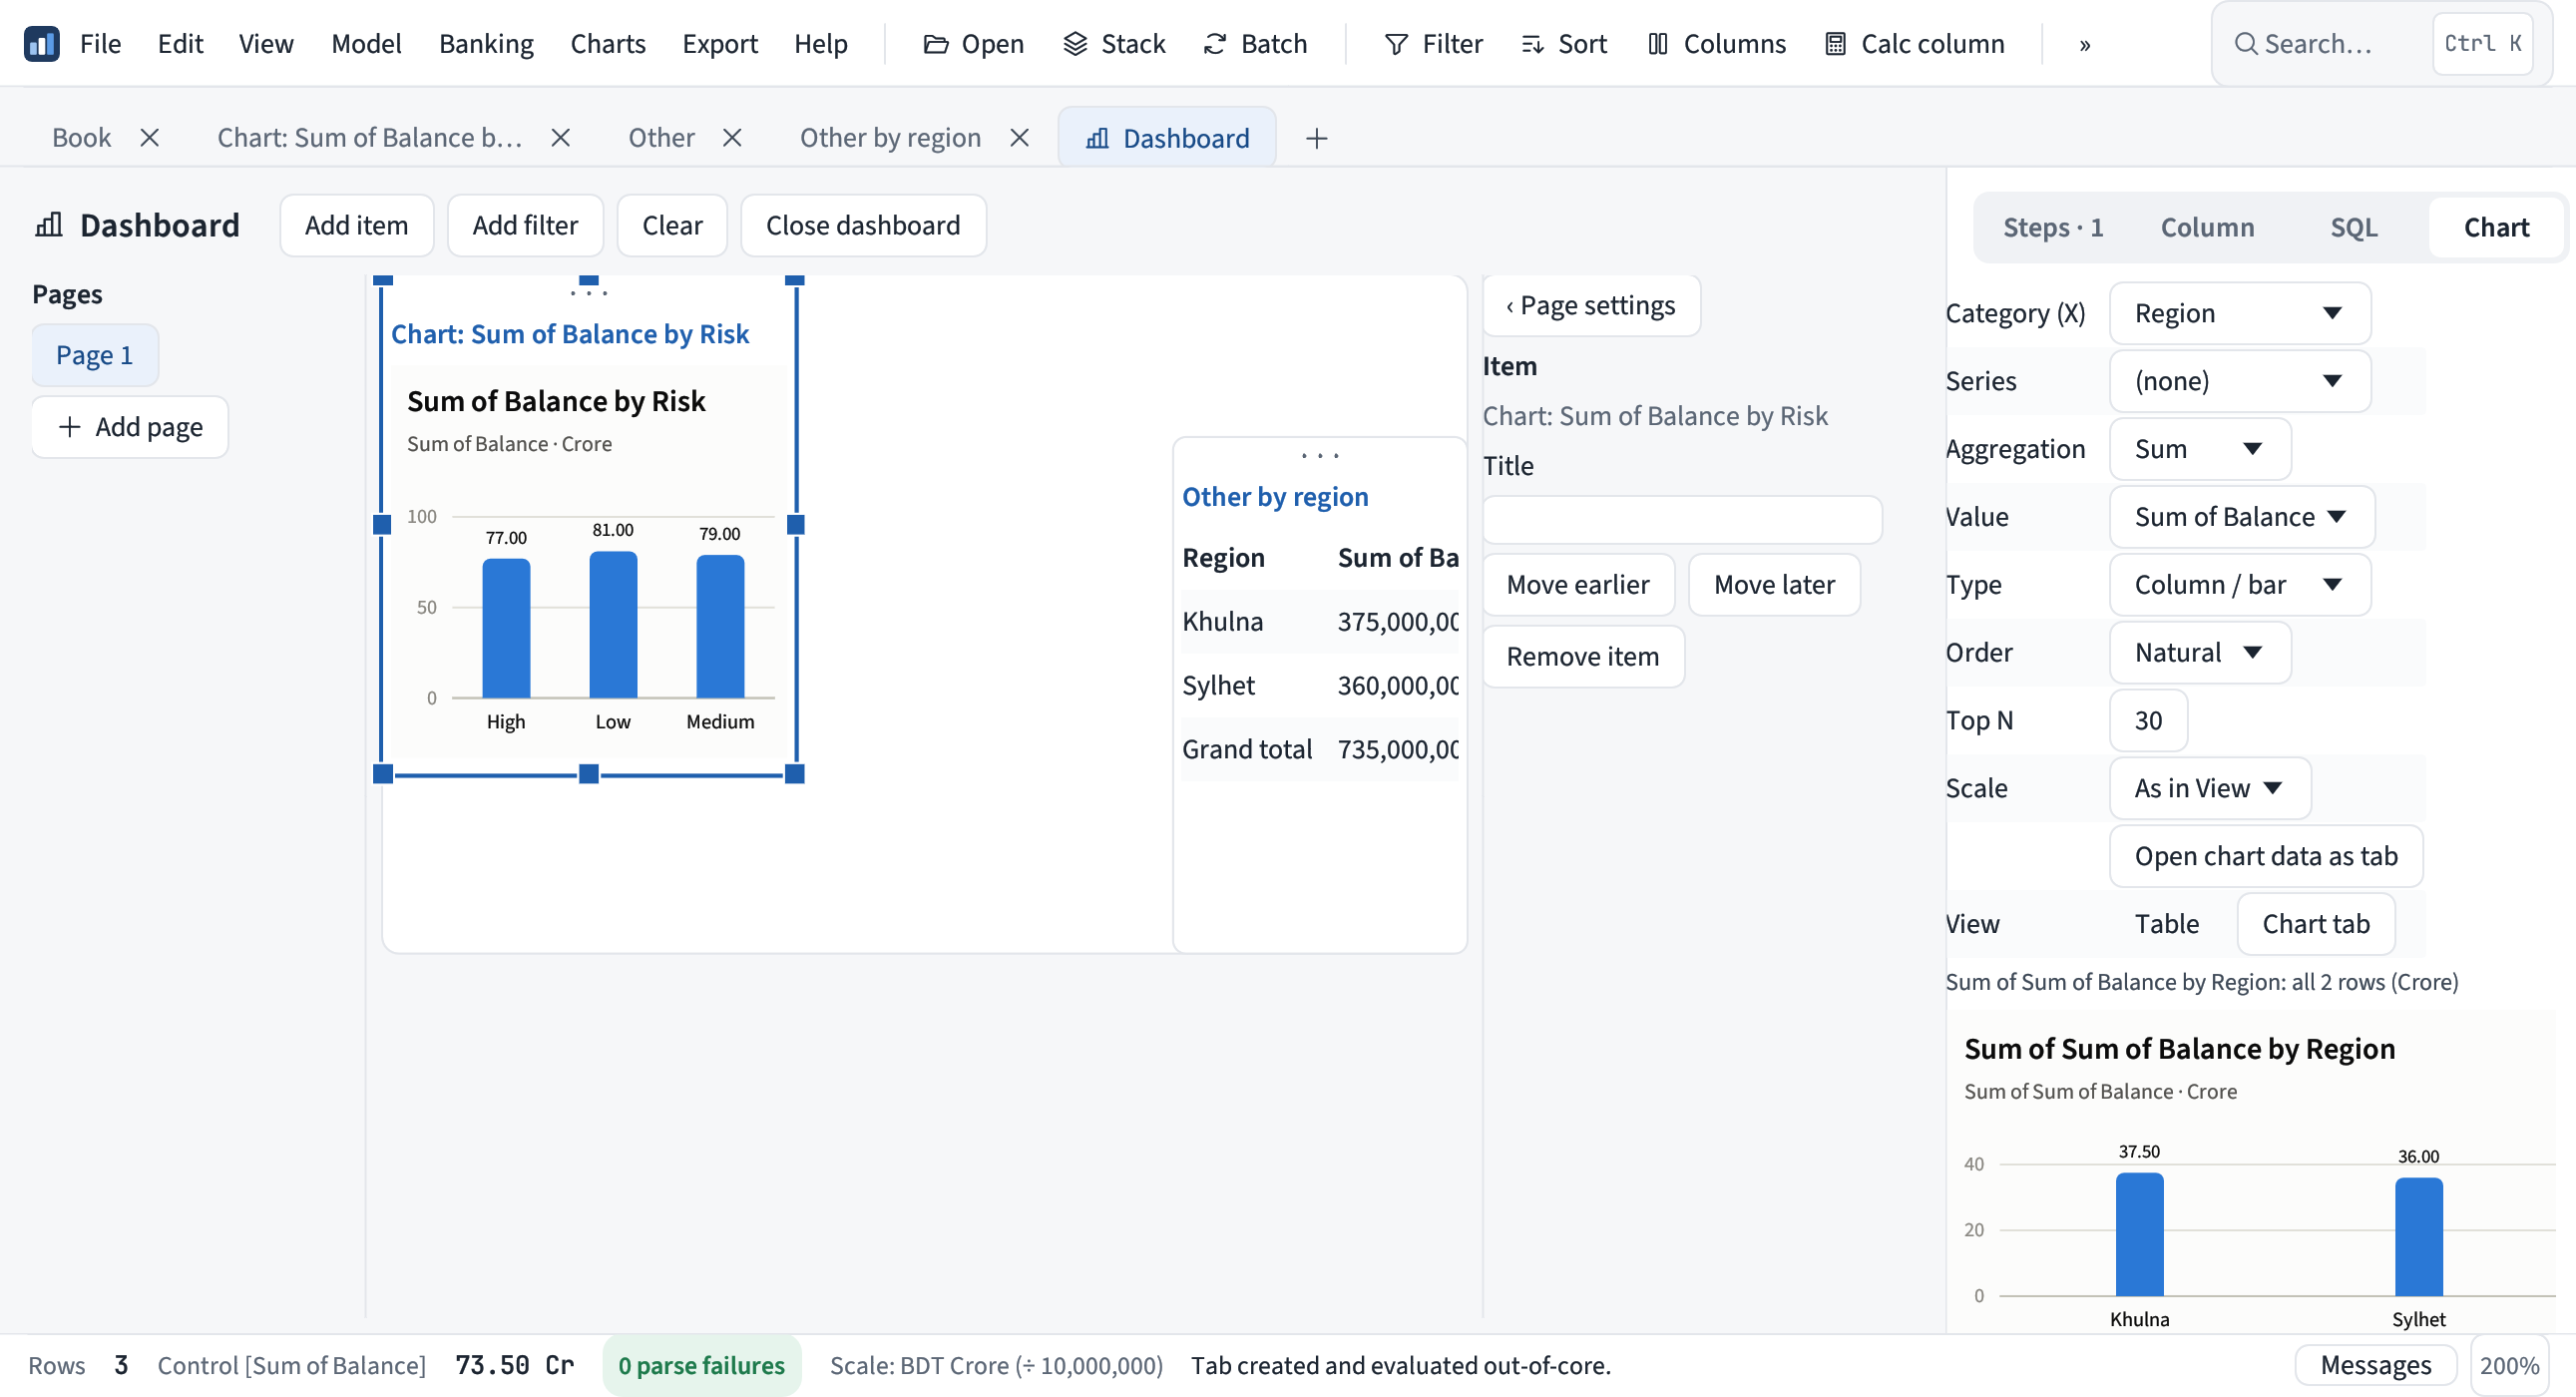 File Edit View Model Banking Charts Export Help Open Stack Batch Filter Sort Columns Calc column » Search… Ctrl K
Book Chart: Sum of Balance b… Other Other by region Dashboard
Dashboard Add item Add filter Clear Close dashboard
Pages
Page 1
Add page
Chart: Sum of Balance by Risk
Sum of Balance by Risk
Sum of Balance · Crore
100
50
0
77.00 81.00 79.00
High Low Medium
Other by region
Region Sum of Ba
Khulna 375,000,00
Sylhet 360,000,00
Grand total 735,000,00
‹ Page settings
Item
Chart: Sum of Balance by Risk
Title
Move earlier Move later
Remove item
Steps · 1 Column SQL Chart
Category (X) Region
Series (none)
Aggregation Sum
Value Sum of Balance
Type Column / bar
Order Natural
Top N 30
Scale As in View
Open chart data as tab
View Table Chart tab
Sum of Sum of Balance by Region: all 2 rows (Crore)
Sum of Sum of Balance by Region
Sum of Sum of Balance · Crore
40
20
0
37.50 36.00
Khulna Sylhet
Rows 3 Control [Sum of Balance] 73.50 Cr 0 parse failures Scale: BDT Crore (÷ 10,000,000) Tab created and evaluated out-of-core. Messages 200%